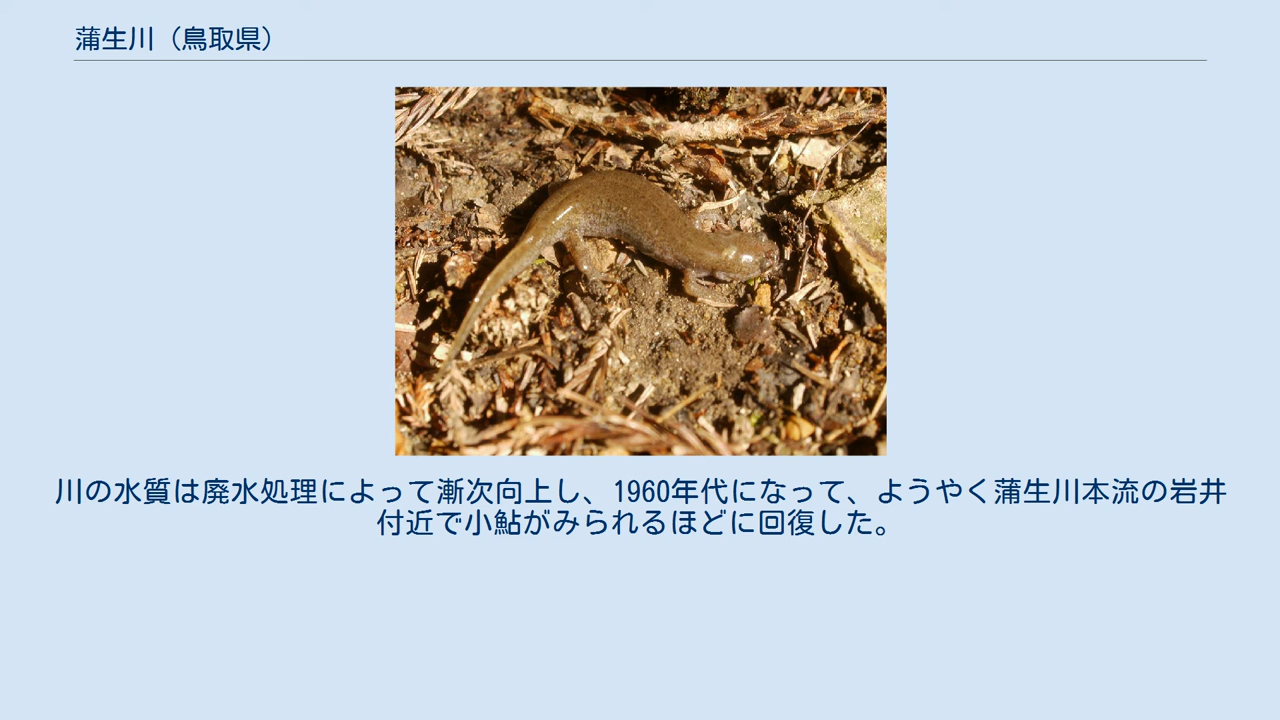 蒲生川（鳥取県）
川の水質は廃水処理によって漸次向上し、1960年代になって、ようやく蒲生川本流の岩井
付近で小鮎がみられるほどに回復した。